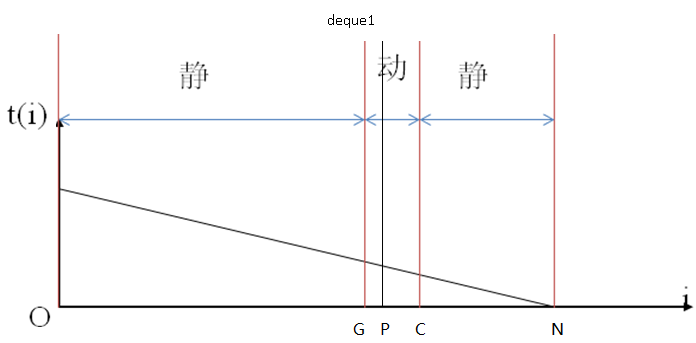 deque1
静 动 静
t(i)
i
O
G P C N